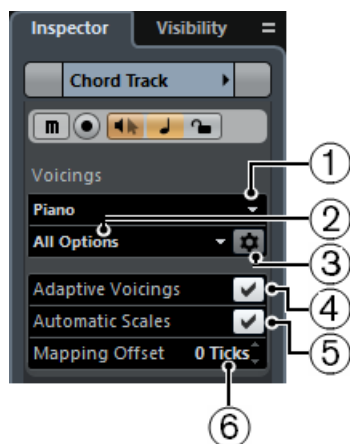 Inspector Visibility
Chord Track
m
Voicings
Piano
1
2
All Options
3
Adaptive Voicings
4
Automatic Scales
5
Mapping Offset 0 Ticks
6